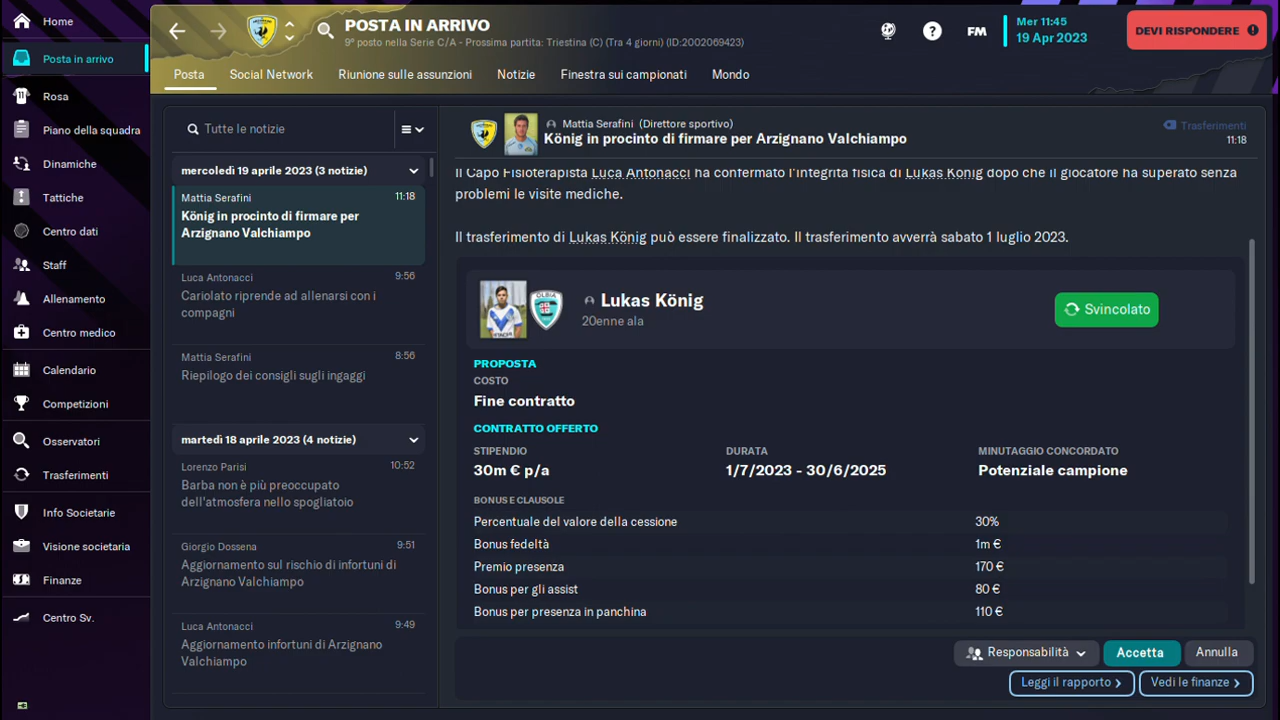 Home
Posta in arrivo
Rosa
Piano della squadra
Dinamiche
Tattiche
Centro dati
Staff
Allenamento
Centro medico
Calendario
Competizioni
Osservatori
Trasferimenti
Info Societarie
Visione societaria
Finanze
Centro Sv.
POSTA IN ARRIVO
9° posto nella Serie C/A - Prossima partita: Triestina (C) (Tra 4 giorni) (ID:2002069423)
FM
Mer 11:45
19 Apr 2023
DEVI RISPONDERE
Posta
Social Network
Riunione sulle assunzioni
Notizie
Finestra sui campionati
Mondo
Tutte le notizie
mercoledì 19 aprile 2023 (3 notizie)
Mattia Serafini 11:18
König in procinto di firmare per
Arzignano Valchiampo
Luca Antonacci 9:56
Cariolato riprende ad allenarsi con i
compagni
Mattia Serafini 8:56
Riepilogo dei consigli sugli ingaggi
martedì 18 aprile 2023 (4 notizie)
Lorenzo Parisi 10:52
Barba non è più preoccupato
dell'atmosfera nello spogliatoio
Giorgio Dossena 9:51
Aggiornamento sul rischio di infortuni di
Arzignano Valchiampo
Luca Antonacci 9:49
Aggiornamento infortuni di Arzignano
Valchiampo
Mattia Serafini (Direttore sportivo)
König in procinto di firmare per Arzignano Valchiampo
Trasferimenti
11:18
Il Capo Fisioterapista Luca Antonacci ha confermato l'integrità fisica di Lukas König dopo che il giocatore ha superato senza
problemi le visite mediche.
Il trasferimento di Lukas König può essere finalizzato. Il trasferimento avverrà sabato 1 luglio 2023.
OLBIA
Lukas König
20enne ala
Svincolato
PROPOSTA
COSTO
Fine contratto
CONTRATTO OFFERTO
STIPENDIO DURATA MINUTAGGIO CONCORDATO
30m € p/a 1/7/2023 - 30/6/2025 Potenziale campione
BONUS E CLAUSOLE
Percentuale del valore della cessione 30%
Bonus fedeltà 1m €
Premio presenza 170 €
Bonus per gli assist 80 €
Bonus per presenza in panchina 110 €
Responsabilità
Accetta
Annulla
Leggi il rapporto
Vedi le finanze